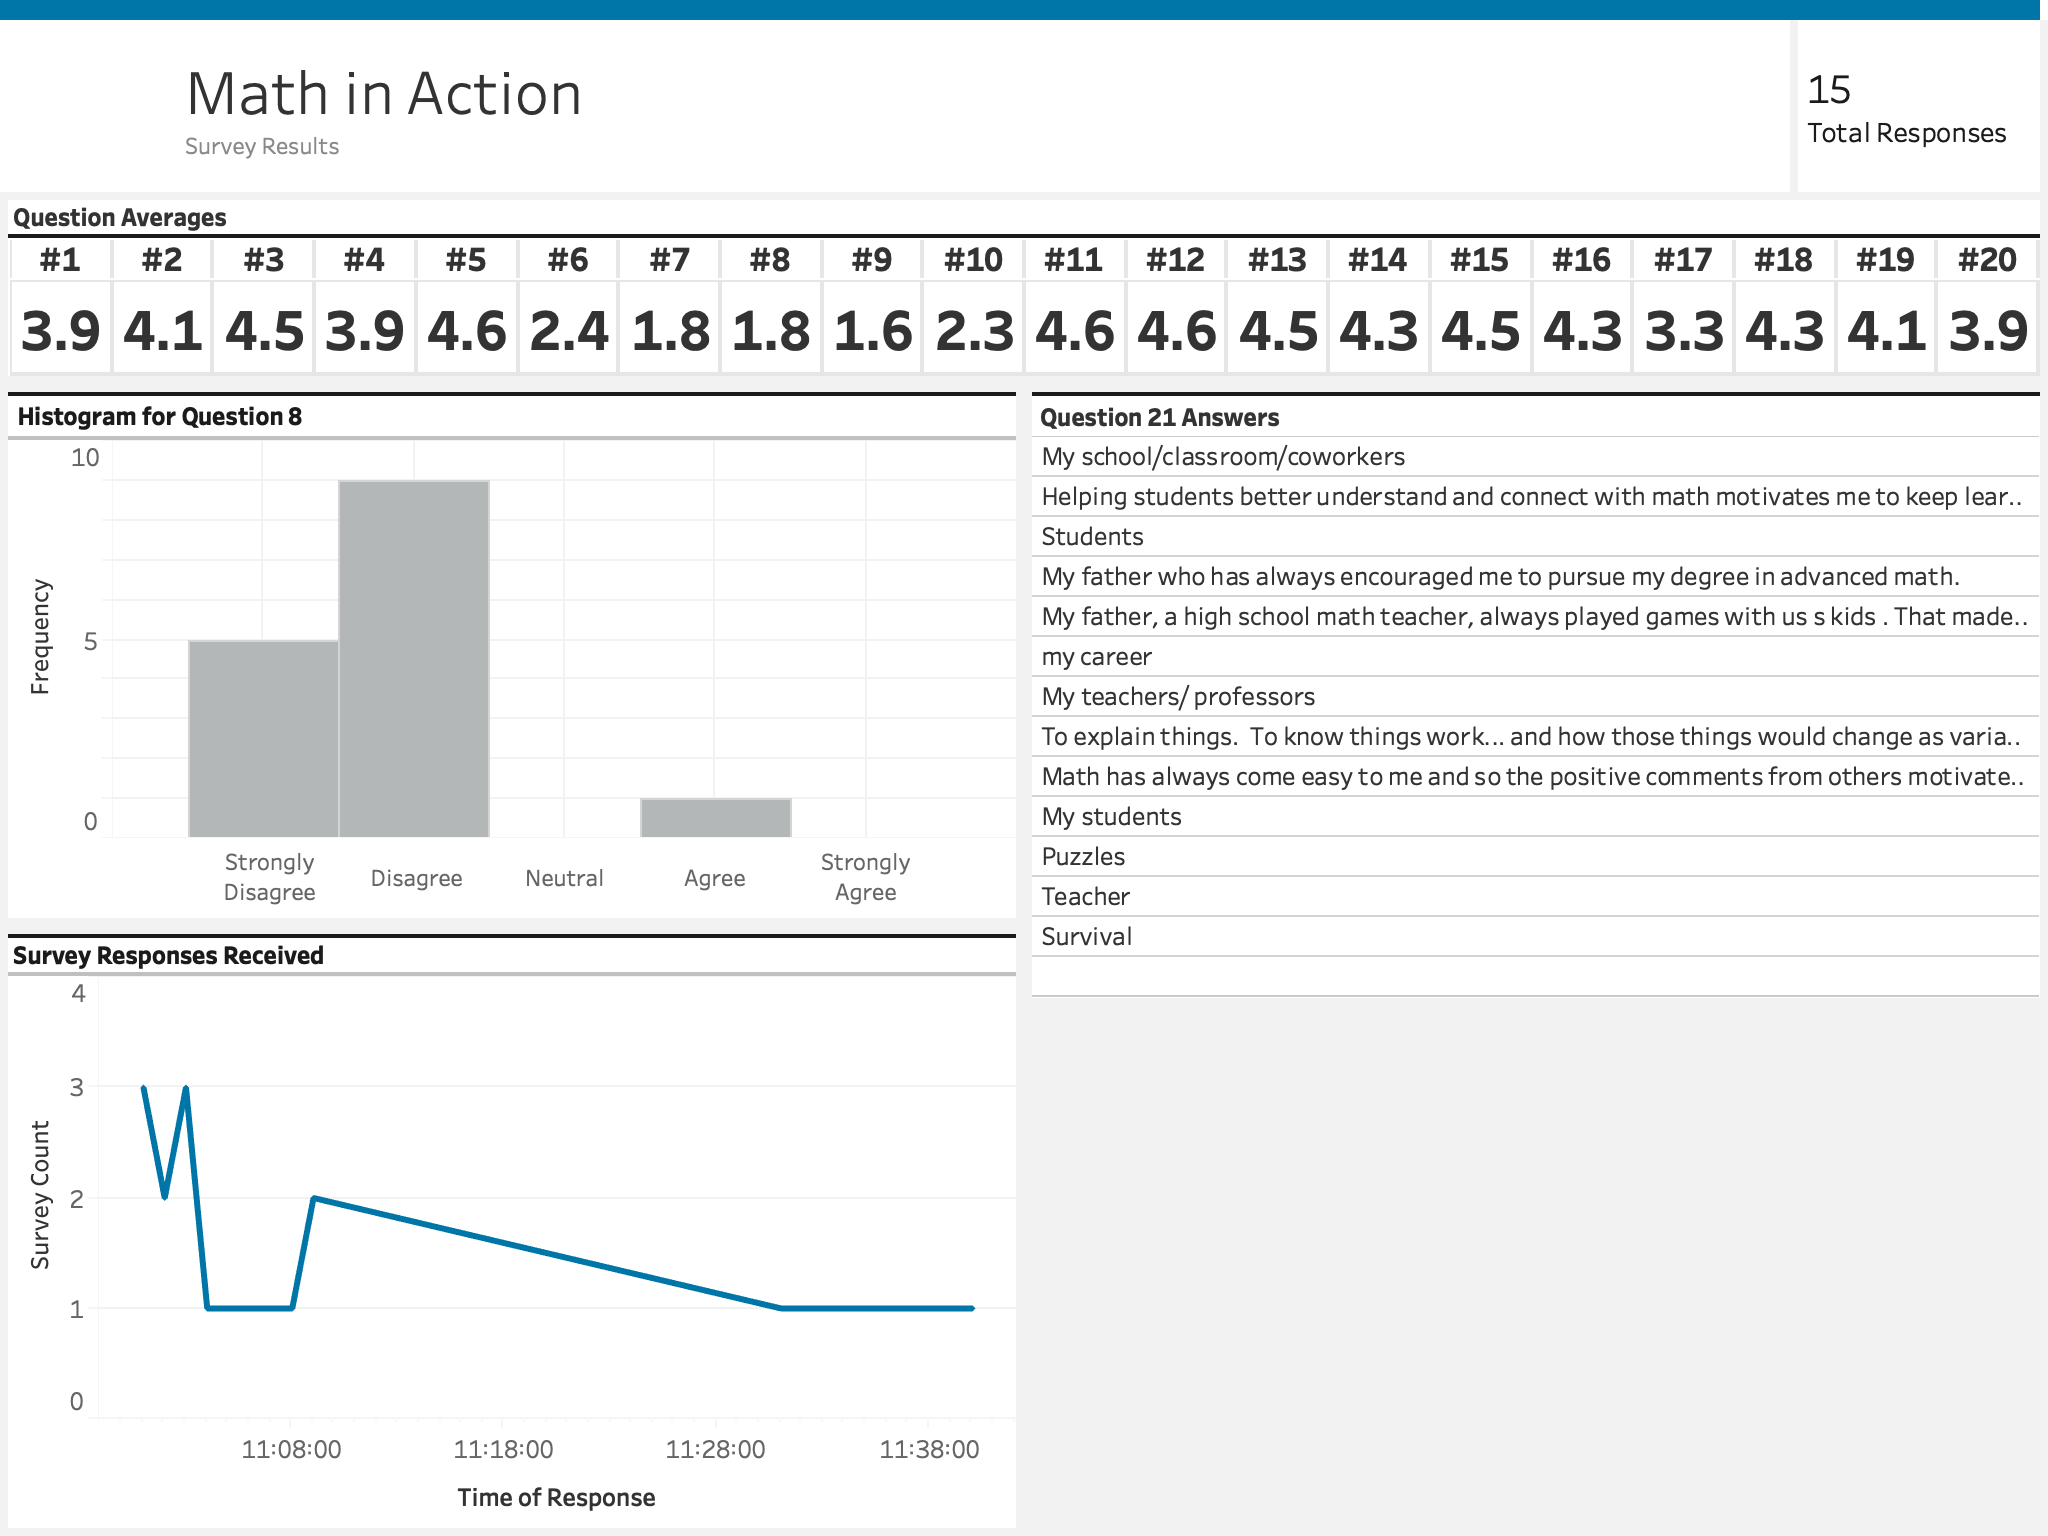 Math in Action
Survey Results
15
Total Responses
Question Averages
#1 #2 #3 #4 #5 #6 #7 #8 #9 #10 #11 #12 #13 #14 #15 #16 #17 #18 #19 #20
3.9 4.1 4.5 3.9 4.6 2.4 1.8 1.8 1.6 2.3 4.6 4.6 4.5 4.3 4.5 4.3 3.3 4.3 4.1 3.9
Histogram for Question 8
10
5
0
Frequency
Strongly Disagree
Disagree
Neutral
Agree
Strongly Agree
Survey Responses Received
4
3
2
1
0
Survey Count
11:08:00 11:18:00 11:28:00 11:38:00
Time of Response
Question 21 Answers
My school/classroom/coworkers
Helping students better understand and connect with math motivates me to keep lear..
Students
My father who has always encouraged me to pursue my degree in advanced math.
My father, a high school math teacher, always played games with us s kids . That made..
my career
My teachers/ professors
To explain things.  To know things work... and how those things would change as varia..
Math has always come easy to me and so the positive comments from others motivate..
My students
Puzzles
Teacher
Survival